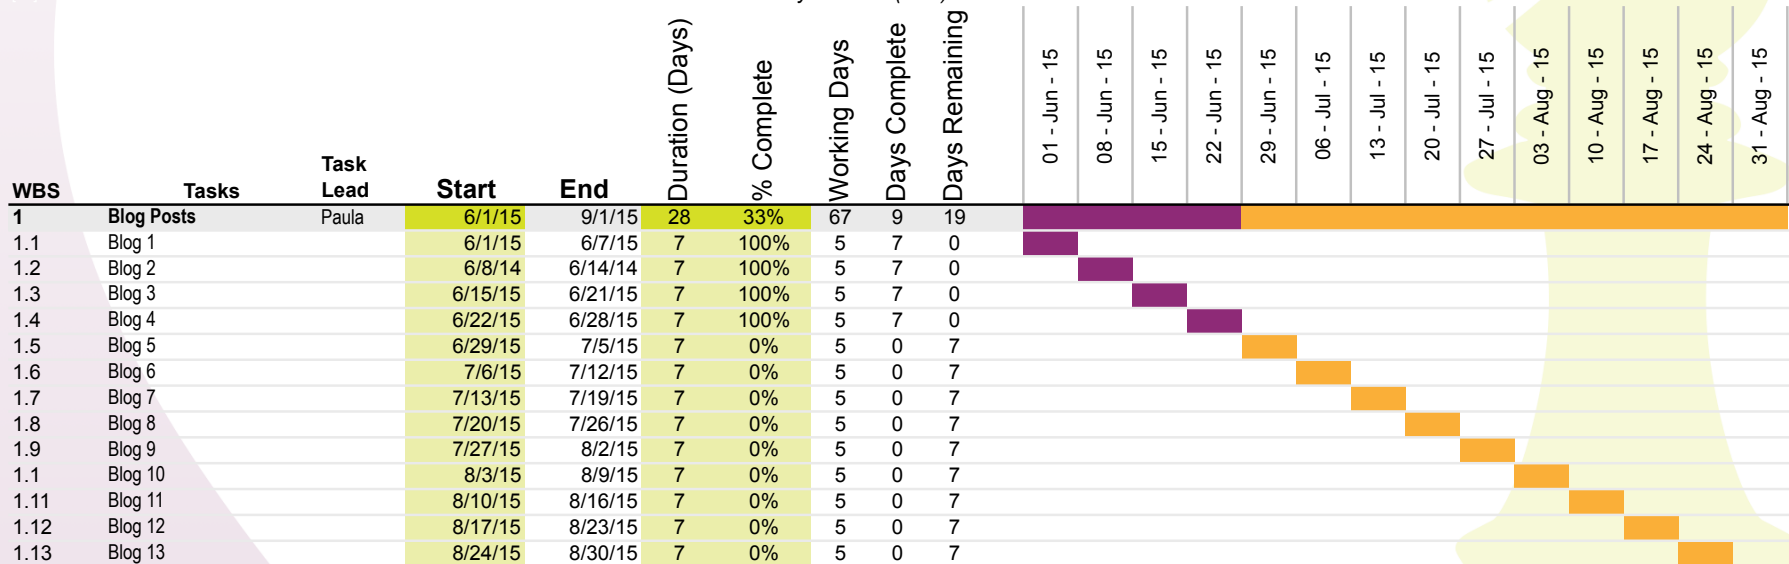 Duration (Days)
% Complete
Working Days
Days Complete
Days Remaining
01 - Jun - 15
08 - Jun - 15
15 - Jun - 15
22 - Jun - 15
29 - Jun - 15
06 - Jul - 15
13 - Jul - 15
20 - Jul - 15
27 - Jul - 15
03 - Aug - 15
10 - Aug - 15
17 - Aug - 15
24 - Aug - 15
31 - Aug - 15
WBS Tasks Task Lead Start End
1 Blog Posts Paula 6/1/15 9/1/15 28 33% 67 9 19
1.1 Blog 1 6/1/15 6/7/15 7 100% 5 7 0
1.2 Blog 2 6/8/14 6/14/14 7 100% 5 7 0
1.3 Blog 3 6/15/15 6/21/15 7 100% 5 7 0
1.4 Blog 4 6/22/15 6/28/15 7 100% 5 7 0
1.5 Blog 5 6/29/15 7/5/15 7 0% 5 0 7
1.6 Blog 6 7/6/15 7/12/15 7 0% 5 0 7
1.7 Blog 7 7/13/15 7/19/15 7 0% 5 0 7
1.8 Blog 8 7/20/15 7/26/15 7 0% 5 0 7
1.9 Blog 9 7/27/15 8/2/15 7 0% 5 0 7
1.1 Blog 10 8/3/15 8/9/15 7 0% 5 0 7
1.11 Blog 11 8/10/15 8/16/15 7 0% 5 0 7
1.12 Blog 12 8/17/15 8/23/15 7 0% 5 0 7
1.13 Blog 13 8/24/15 8/30/15 7 0% 5 0 7